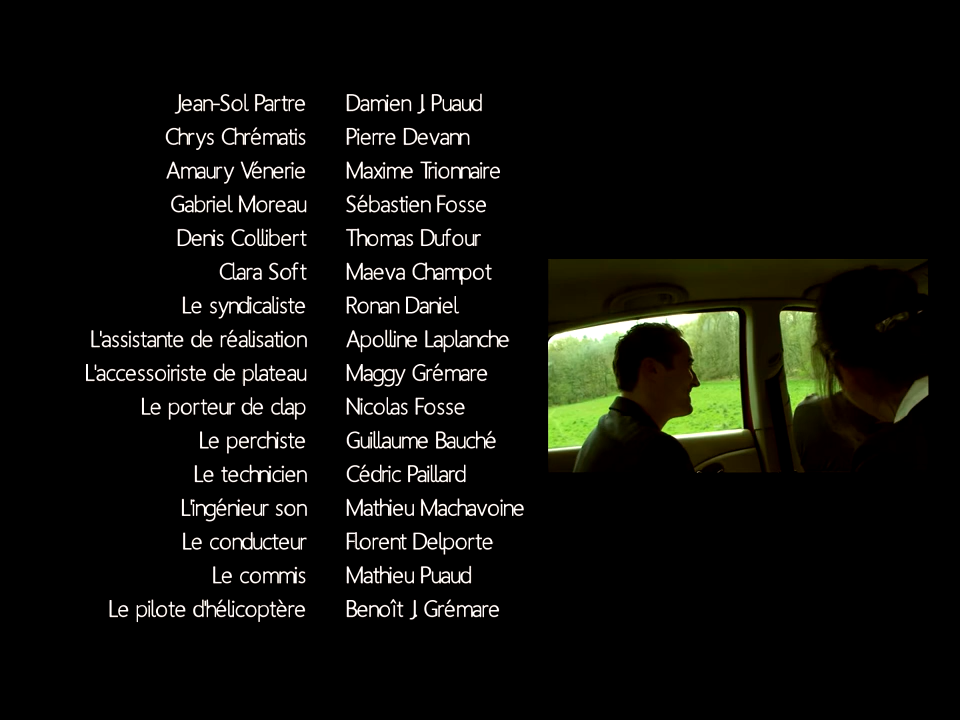 Jean-Sol Partre Damien J. Puaud
Chrys Chrématis Pierre Devann
Amaury Vénerie Maxime Trionnaire
Gabriel Moreau Sébastien Fosse
Denis Collibert Thomas Dufour
Clara Soft Maeva Champot
Le syndicaliste Ronan Daniel
L'assistante de réalisation Apolline Laplanche
L'accessoiriste de plateau Maggy Grémare
Le porteur de clap Nicolas Fosse
Le perchiste Guillaume Bauché
Le technicien Cédric Paillard
L'ingénieur son Mathieu Machavoine
Le conducteur Florent Delporte
Le commis Mathieu Puaud
Le pilote d'hélicoptère Benoît J. Grémare